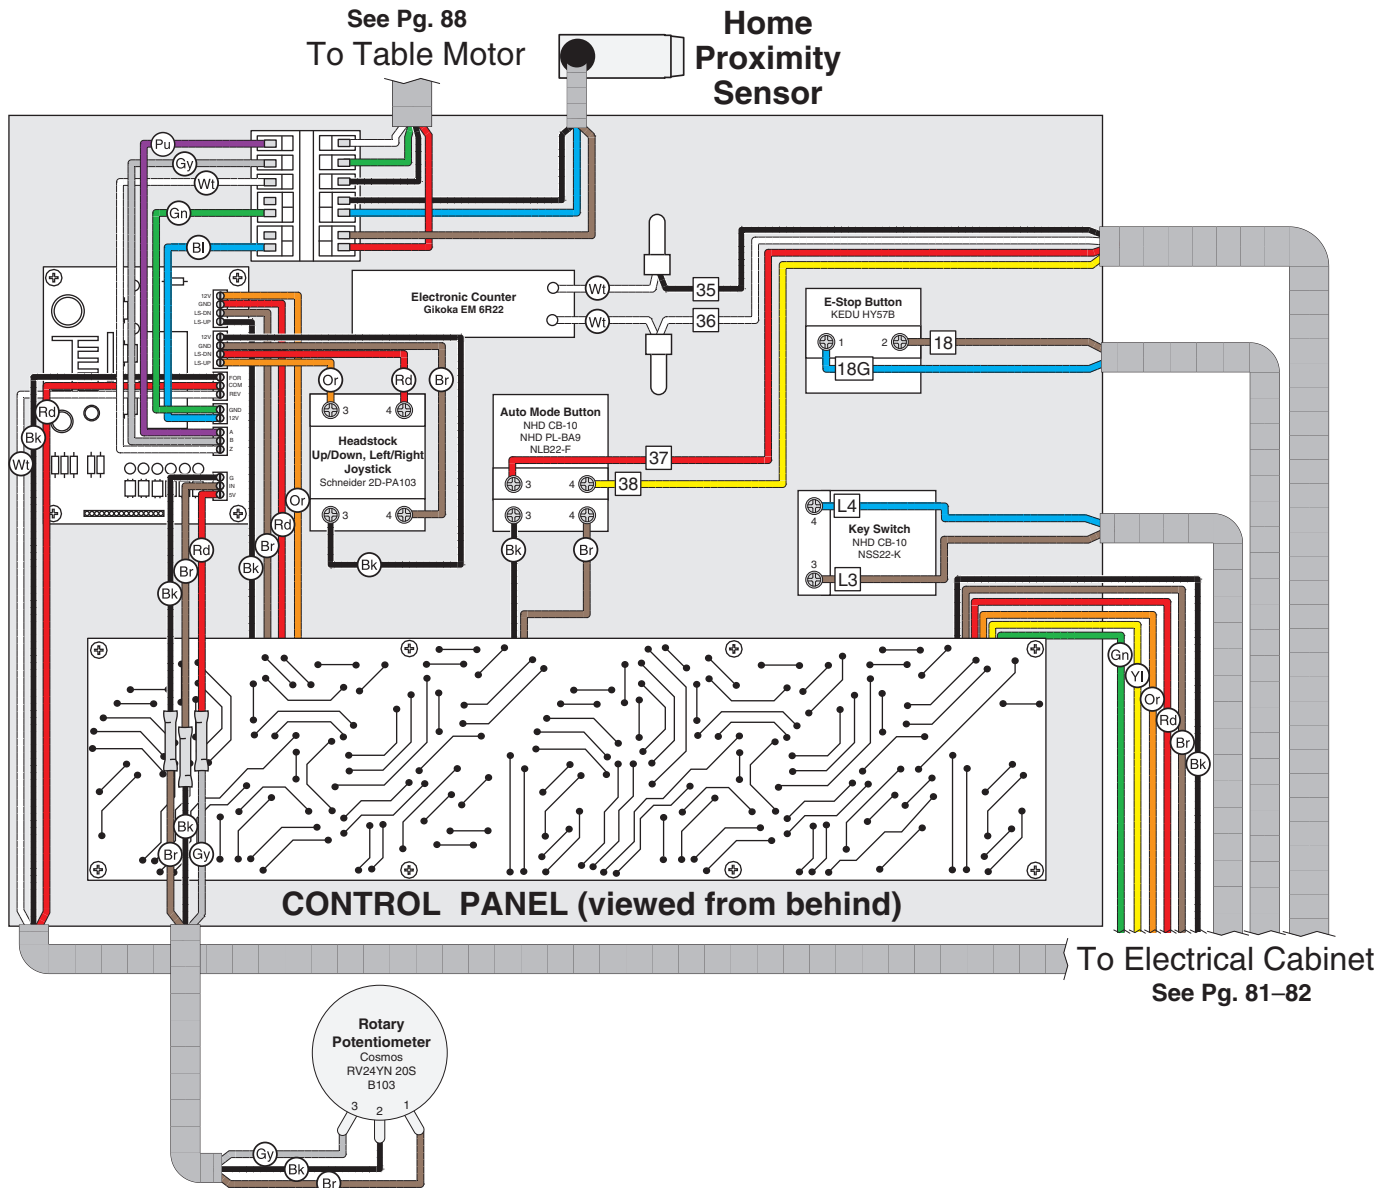 See Pg. 88
To Table Motor
Home
Proximity
Sensor
Pu
Gy
Wt
Gn
Bl
12V
GND
LS-DN
LS-UP
12V
GND
LS-DN
LS-UP
FOR
COM
REV
GND
12V
A
B
Z
G
IN
5V
Electronic Counter
Gikoka EM 6R22
Wt
Wt
35
36
E-Stop Button
KEDU HY57B
1
2
18
18G
Or
Rd
Br
3
4
Headstock
Up/Down, Left/Right
Joystick
Schneider 2D-PA103
3
4
Bk
Auto Mode Button
NHD CB-10
NHD PL-BA9
NLB22-F
3
4
3
4
37
38
Bk
Br
Rd
Bk
Wt
Or
Rd
Br
Bk
Rd
Br
Bk
4
L4
Key Switch
NHD CB-10
NSS22-K
3
L3
Gn
Yl
Or
Rd
Br
Bk
Bk
Br
Gy
CONTROL PANEL (viewed from behind)
To Electrical Cabinet
See Pg. 81–82
Rotary
Potentiometer
Cosmos
RV24YN 20S
B103
3
2
1
Gy
Bk
Br